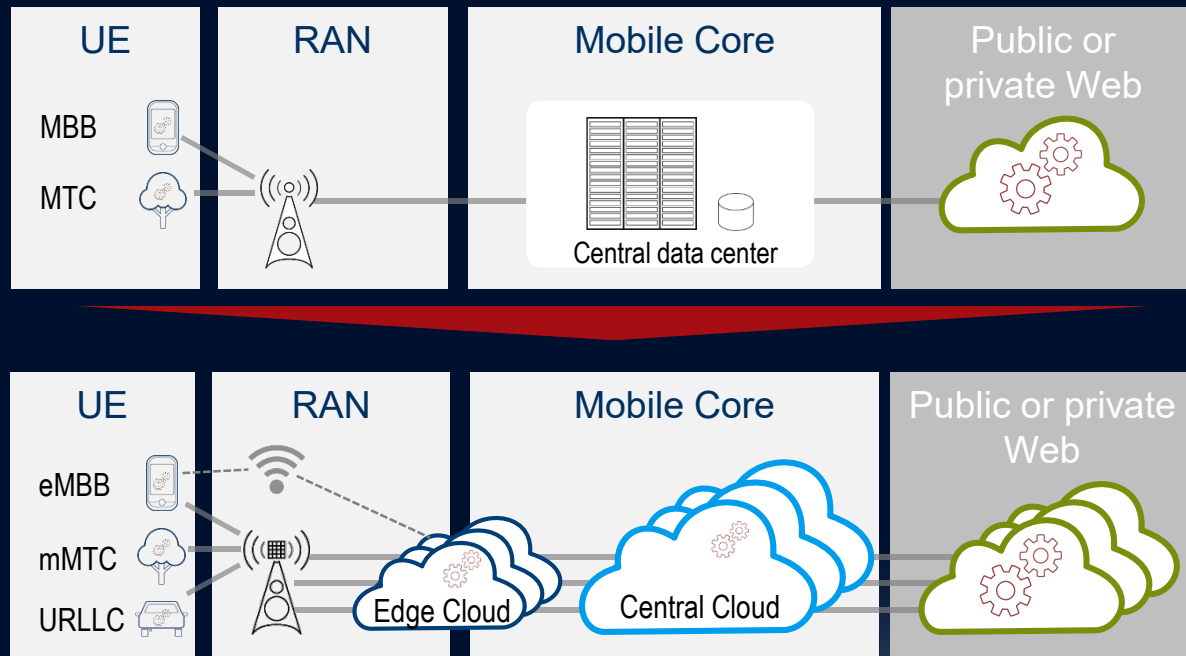 UE
RAN
Mobile Core
Public or
private Web
MBB
MTC
Central data center
UE
RAN
Mobile Core
Public or private
Web
eMBB
mMTC
URLLC
Edge Cloud
Central Cloud